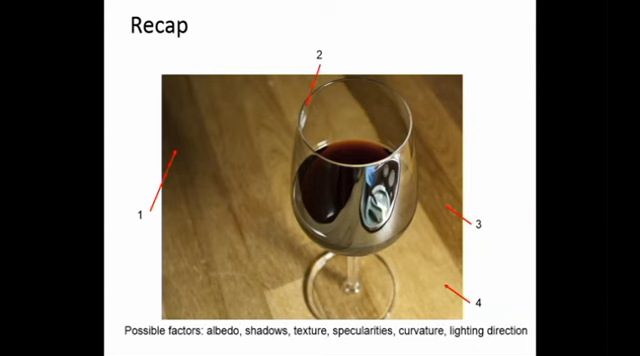 Recap
2
1
3
4
Possible factors: albedo, shadows, texture, specularities, curvature, lighting direction